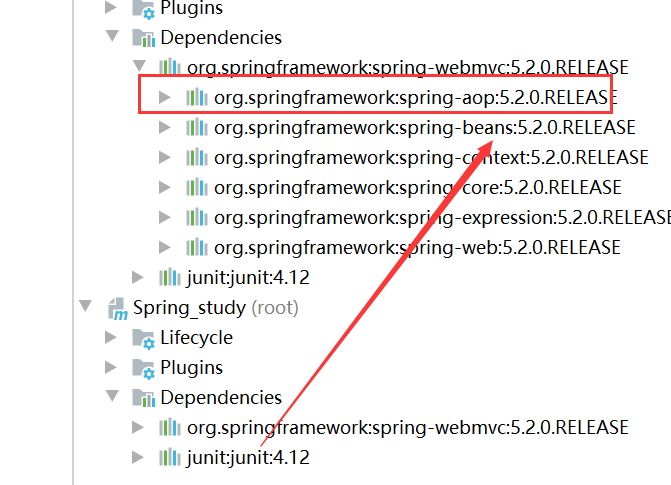 Plugins
Dependencies
org.springframework:spring-webmvc:5.2.0.RELEASE
org.springframework:spring-aop:5.2.0.RELEASE
org.springframework:spring-beans:5.2.0.RELEASE
org.springframework:spring-context:5.2.0.RELEASE
org.springframework:spring-core:5.2.0.RELEASE
org.springframework:spring-expression:5.2.0.RELEAS
org.springframework:spring-web:5.2.0.RELEASE
junit:junit:4.12
Spring_study (root)
Lifecycle
Plugins
Dependencies
org.springframework:spring-webmvc:5.2.0.RELEASE
junit:junit:4.12